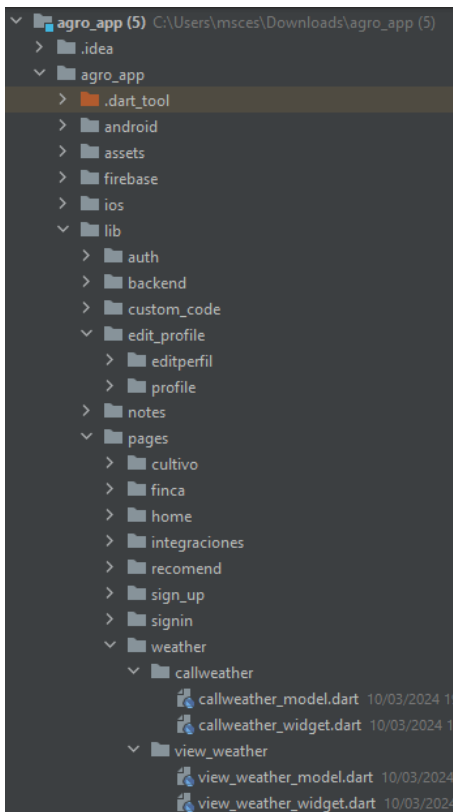 agro_app (5) C:\Users\msces\Downloads\agro_app (5)
.idea
agro_app
.dart_tool
android
assets
firebase
ios
lib
auth
backend
custom_code
edit_profile
editperfil
profile
notes
pages
cultivo
finca
home
integraciones
recomend
sign_up
signin
weather
callweather
callweather_model.dart 10/03/2024
callweather_widget.dart 10/03/2024
view_weather
view_weather_model.dart 10/03/2024
view_weather_widget.dart 10/03/2024